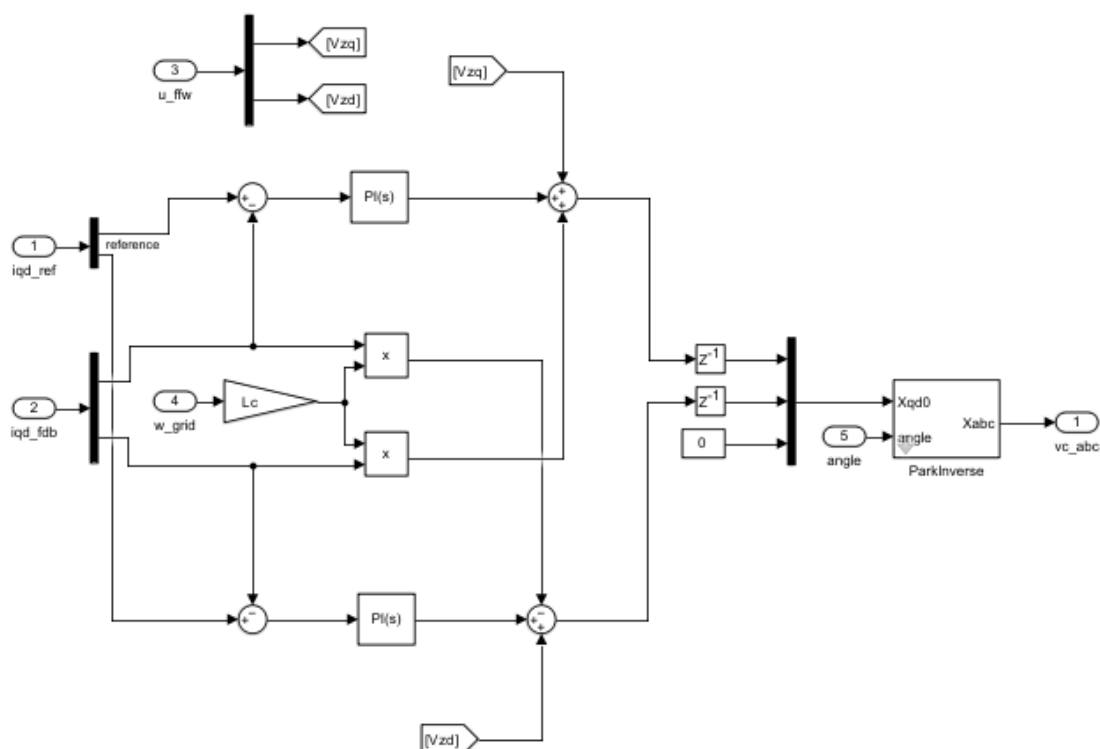 [Vzq]
[Vzq]
3
u_ffw
[Vzd]
PI(s)
+
−
+
+
+
1
reference
iqd_ref
x
Z-1
2
4
Lc
Z-1
Xqd0
iqd_fdb
w_grid
Xabc
1
x
0
5
angle
vc_abc
angle
ParkInverse
PI(s)
−
+
−
+
+
[Vzd]